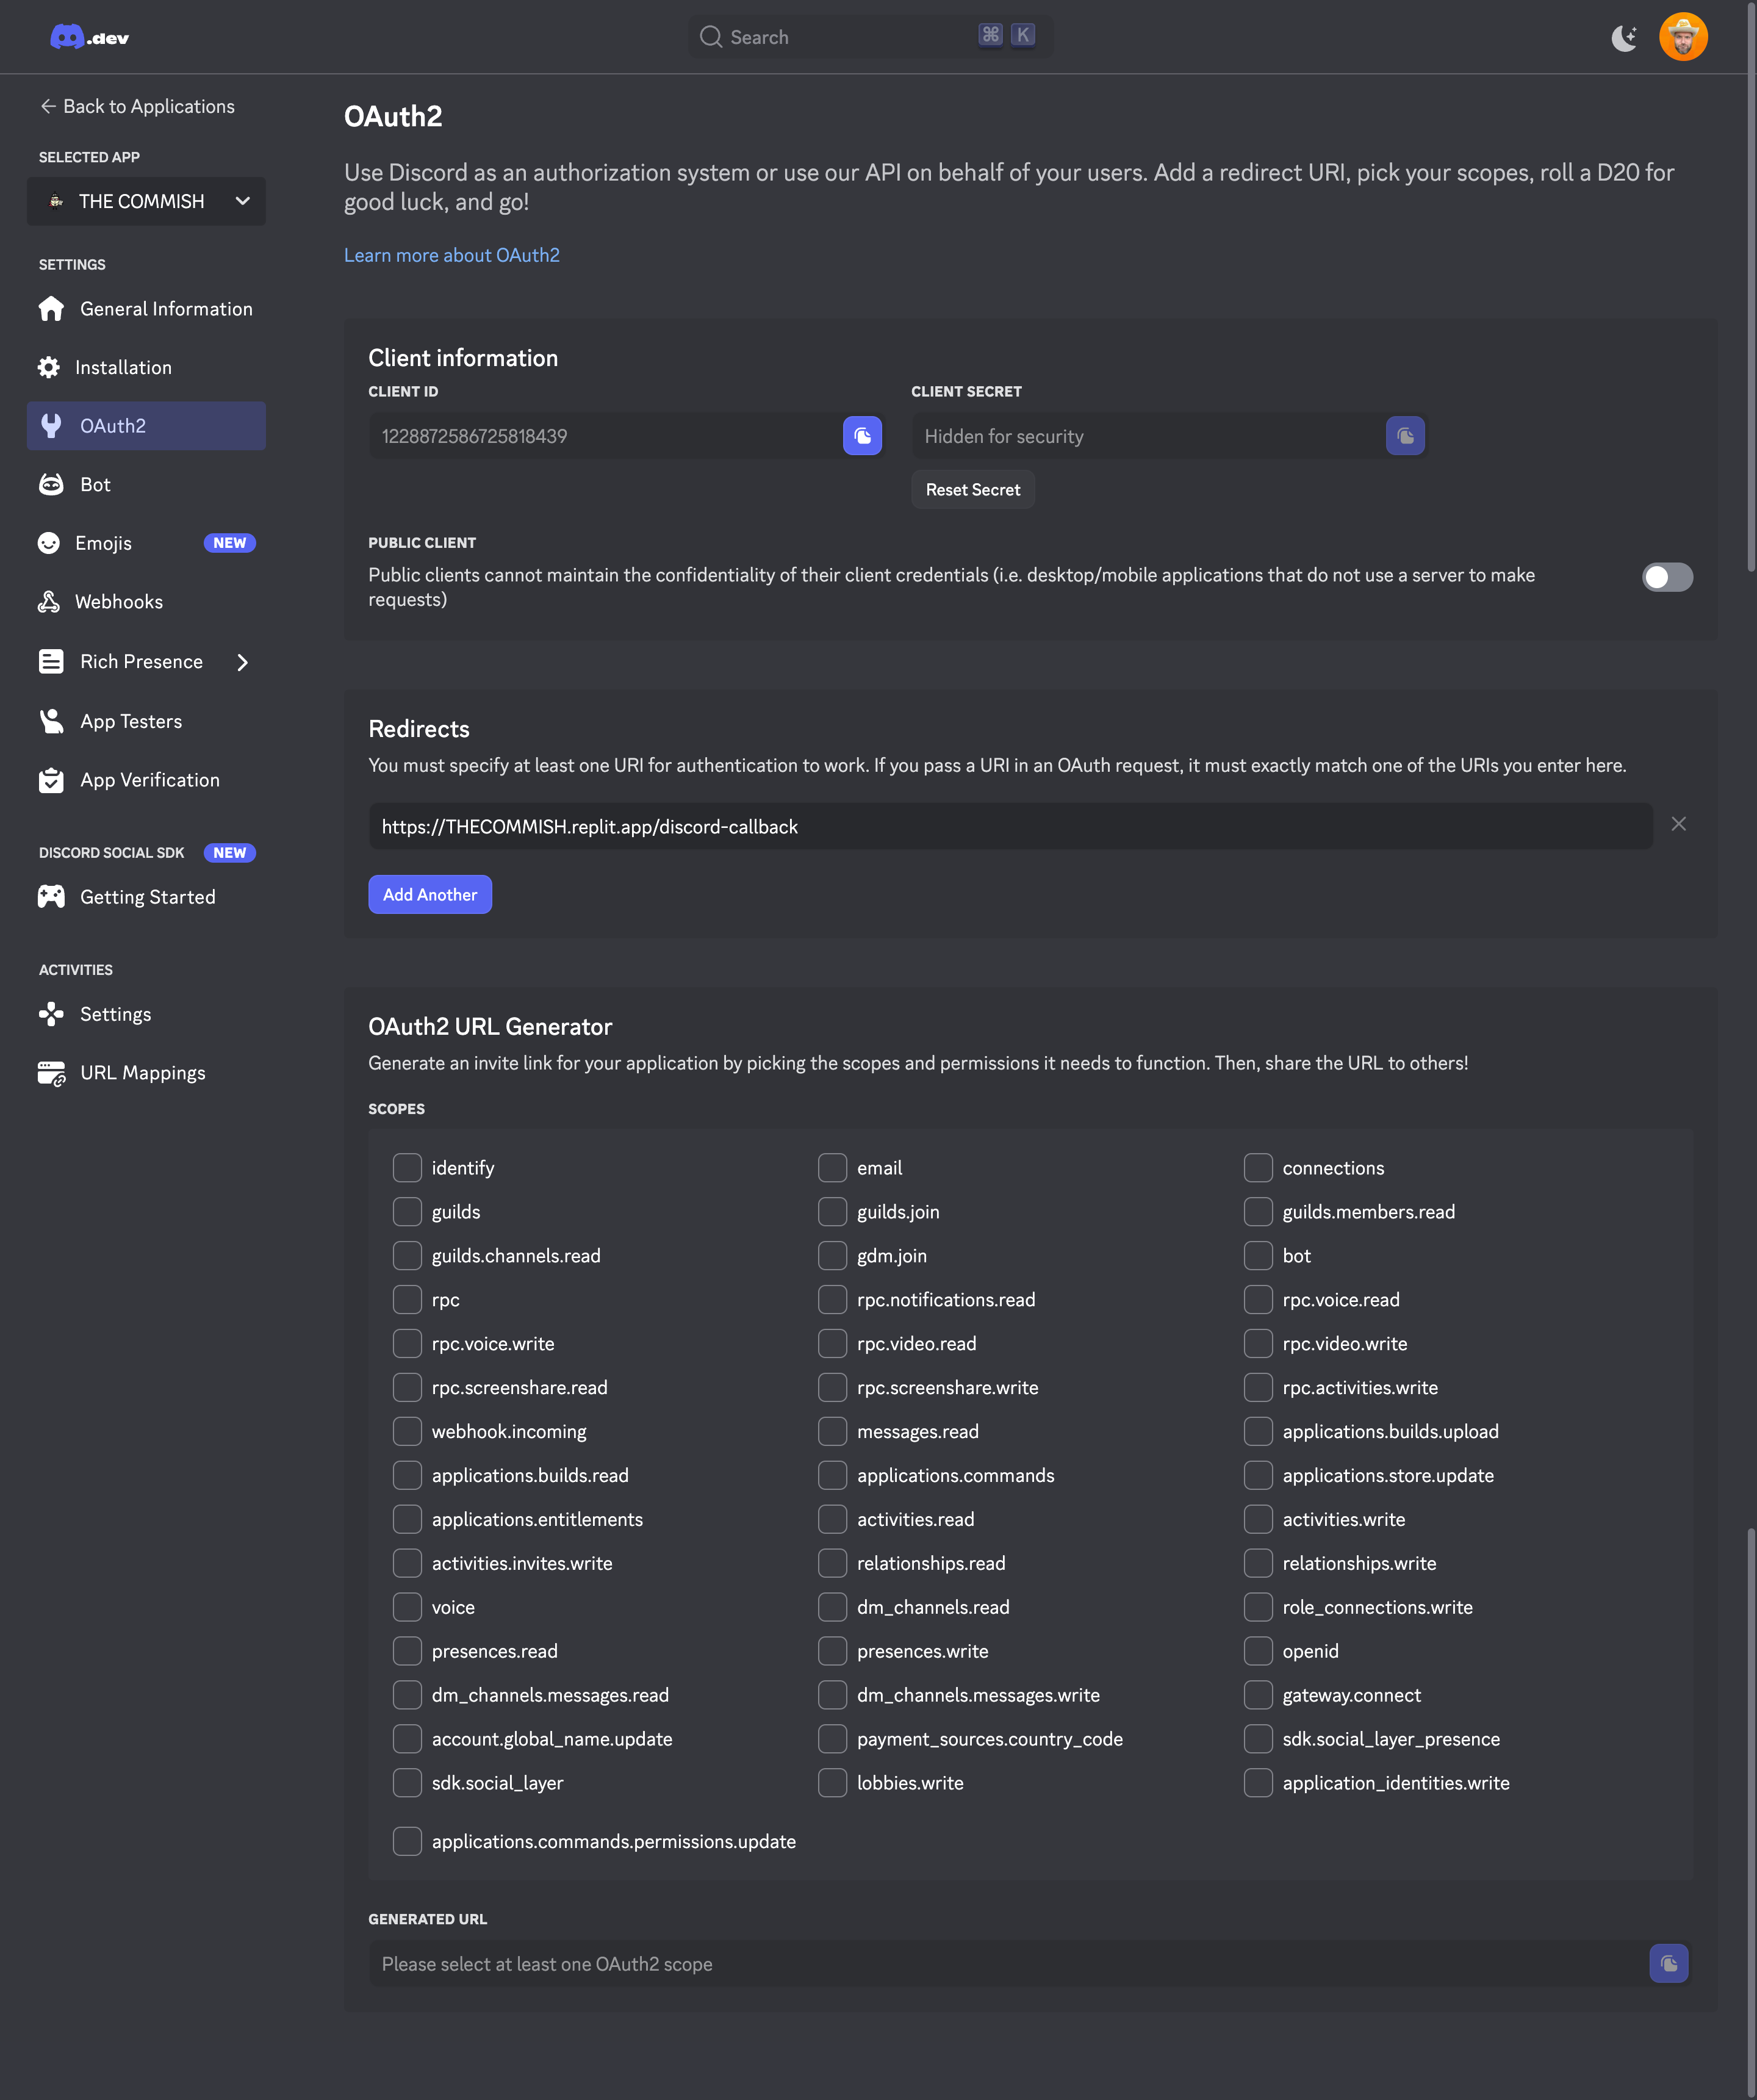 .dev
Search
⌘ K
← Back to Applications
SELECTED APP
THE COMMISH
SETTINGS
General Information
Installation
OAuth2
Bot
Emojis NEW
Webhooks
Rich Presence
App Testers
App Verification
DISCORD SOCIAL SDK NEW
Getting Started
ACTIVITIES
Settings
URL Mappings
OAuth2
Use Discord as an authorization system or use our API on behalf of your users. Add a redirect URI, pick your scopes, roll a D20 for
good luck, and go!
Learn more about OAuth2
Client information
CLIENT ID
1228872586725818439
CLIENT SECRET
Hidden for security
Reset Secret
PUBLIC CLIENT
Public clients cannot maintain the confidentiality of their client credentials (i.e. desktop/mobile applications that do not use a server to make
requests)
Redirects
You must specify at least one URI for authentication to work. If you pass a URI in an OAuth request, it must exactly match one of the URIs you enter here.
https://THECOMMISH.replit.app/discord-callback
Add Another
OAuth2 URL Generator
Generate an invite link for your application by picking the scopes and permissions it needs to function. Then, share the URL to others!
SCOPES
identify email connections
guilds guilds.join guilds.members.read
guilds.channels.read gdm.join bot
rpc rpc.notifications.read rpc.voice.read
rpc.voice.write rpc.video.read rpc.video.write
rpc.screenshare.read rpc.screenshare.write rpc.activities.write
webhook.incoming messages.read applications.builds.upload
applications.builds.read applications.commands applications.store.update
applications.entitlements activities.read activities.write
activities.invites.write relationships.read relationships.write
voice dm_channels.read role_connections.write
presences.read presences.write openid
dm_channels.messages.read dm_channels.messages.write gateway.connect
account.global_name.update payment_sources.country_code sdk.social_layer_presence
sdk.social_layer lobbies.write application_identities.write
applications.commands.permissions.update
GENERATED URL
Please select at least one OAuth2 scope